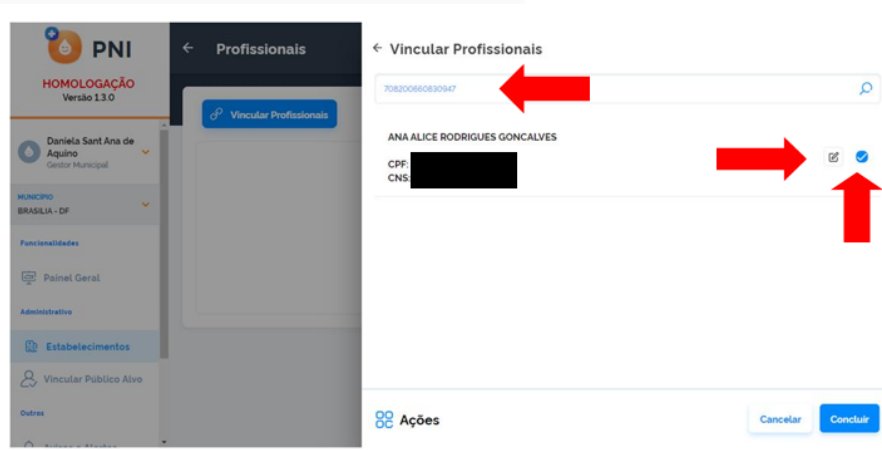 PNI
HOMOLOGAÇÃO
Versão 1.3.0
Daniela Sant Ana de
Aquino
Gestor Municipal
MUNICÍPIO
BRASILIA - DF
Funcionalidades
Painel Geral
Administrativo
Estabelecimentos
Vincular Público Alvo
Outros
Avisos e Alertas
Profissionais
Vincular Profissionais
Vincular Profissionais
708200660830947
ANA ALICE RODRIGUES GONCALVES
CPF:
CNS:
Ações
Cancelar
Concluir